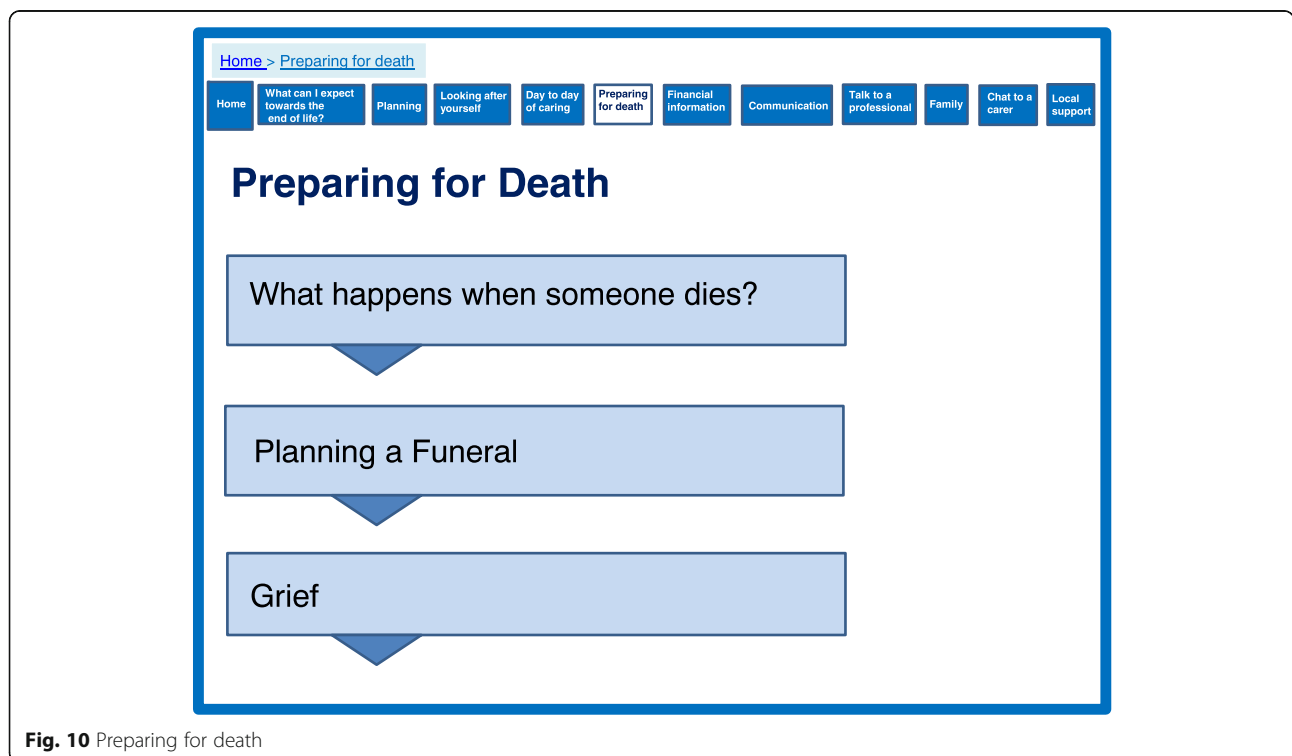 Home > Preparing for death
Home
What can I expect
towards the
end of life?
Planning
Looking after
yourself
Day to day
of caring
Preparing
for death
Financial
information
Communication
Talk to a
professional
Family
Chat to a
carer
Local
support
Preparing for Death
What happens when someone dies?
Planning a Funeral
Grief
Fig. 10 Preparing for death